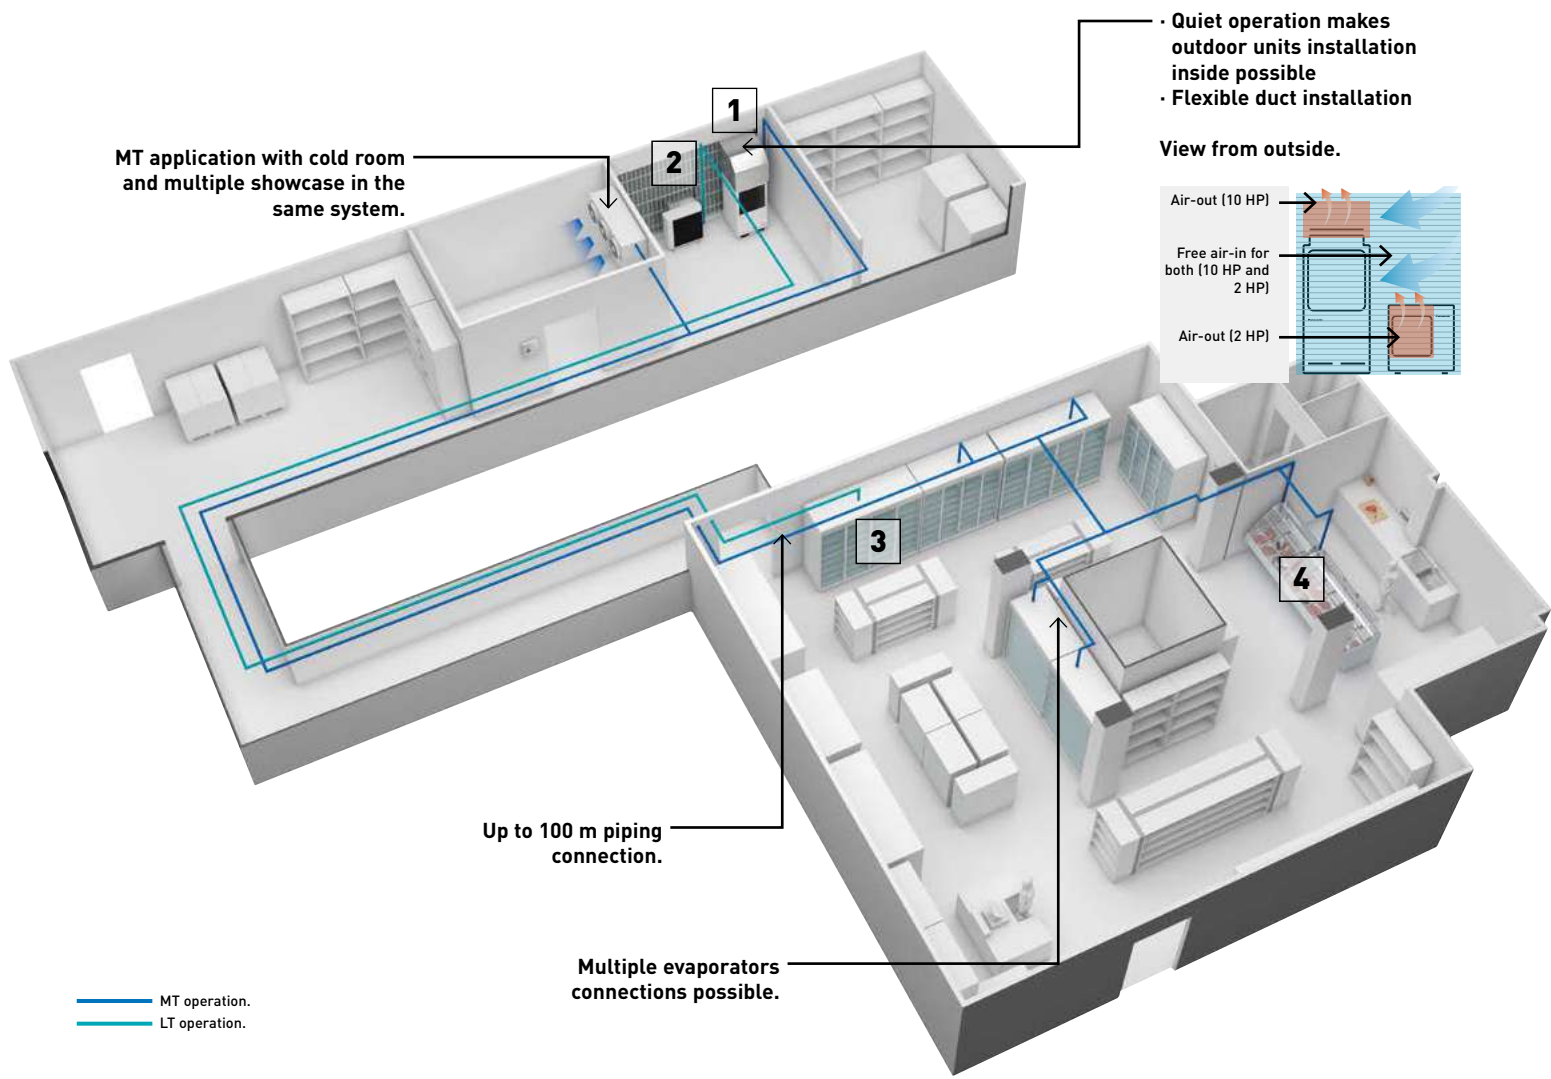 · Quiet operation makes
outdoor units installation
inside possible
· Flexible duct installation
View from outside.
Air-out (10 HP)
Free air-in for
both (10 HP and
2 HP)
Air-out (2 HP)
1
2
MT application with cold room
and multiple showcase in the
same system.
3
4
Up to 100 m piping
connection.
Multiple evaporators
connections possible.
MT operation.
LT operation.